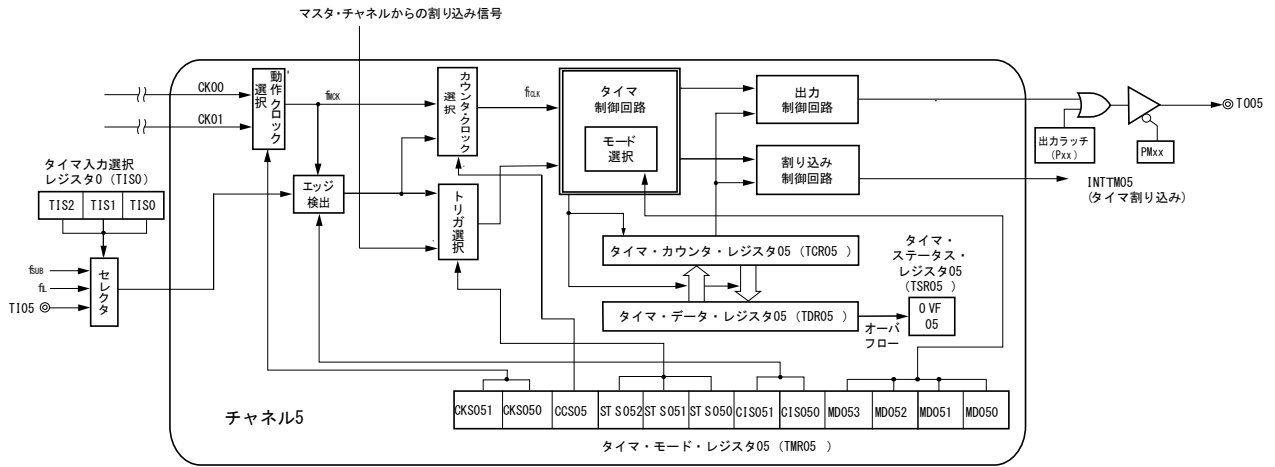 マスタ・チャネルからの割り込み信号
CK00
CK01
動作クロック
選択
fMCK
カウンタ・クロック
選択
fTCLK
タイマ
制御回路
モード
選択
出力
制御回路
割り込み
制御回路
出力ラッチ
(Pxx)
PMxx
TO05
INTTM05
(タイマ割り込み)
タイマ入力選択
レジスタ0 (TIS0)
TIS2 TIS1 TIS0
エッジ
検出
トリガ選択
fSUB
fIL
TI05
セレクタ
タイマ・カウンタ・レジスタ05 (TCR05 )
タイマ・データ・レジスタ05 (TDR05 )
オーバ
フロー
タイマ・
ステータス・
レジスタ05
(TSR05 )
OVF
05
チャネル5
CKS051 CKS050 CCS05 STS052 STS051 STS050 CIS051 CIS050 MD053 MD052 MD051 MD050
タイマ・モード・レジスタ05 (TMR05 )